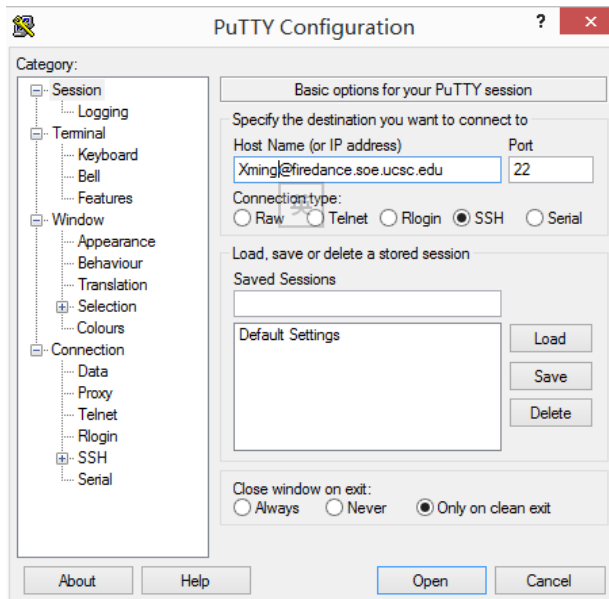 PuTTY Configuration
?
Category:
Session
Logging
Terminal
Keyboard
Bell
Features
Window
Appearance
Behaviour
Translation
Selection
Colours
Connection
Data
Proxy
Telnet
Rlogin
SSH
Serial
Basic options for your PuTTY session
Specify the destination you want to connect to
Host Name (or IP address) Port
Xming@firedance.soe.ucsc.edu 22
Connection type:
英
Raw Telnet Rlogin SSH Serial
Load, save or delete a stored session
Saved Sessions
Default Settings
Load
Save
Delete
Close window on exit:
Always Never Only on clean exit
About Help Open Cancel